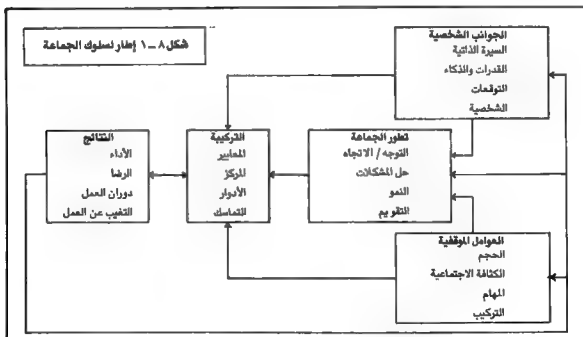 شكل ٨ – ١ إطار لسلوك الجماعة
الجوانب الشخصية
السيرة الذاتية
القدرات والذكاء
التوقعات
الشخصية
تطور الجماعة
التوجه / الاتجاه
حل المشكلات
النمو
التقويم
التركيبة
المعايير
المركز
الأدوار
التماسك
النتائج
الأداء
الرضا
دوران العمل
التغيب عن العمل
العوامل الموقفية
الحجم
الكثافة الاجتماعية
المهام
التركيب